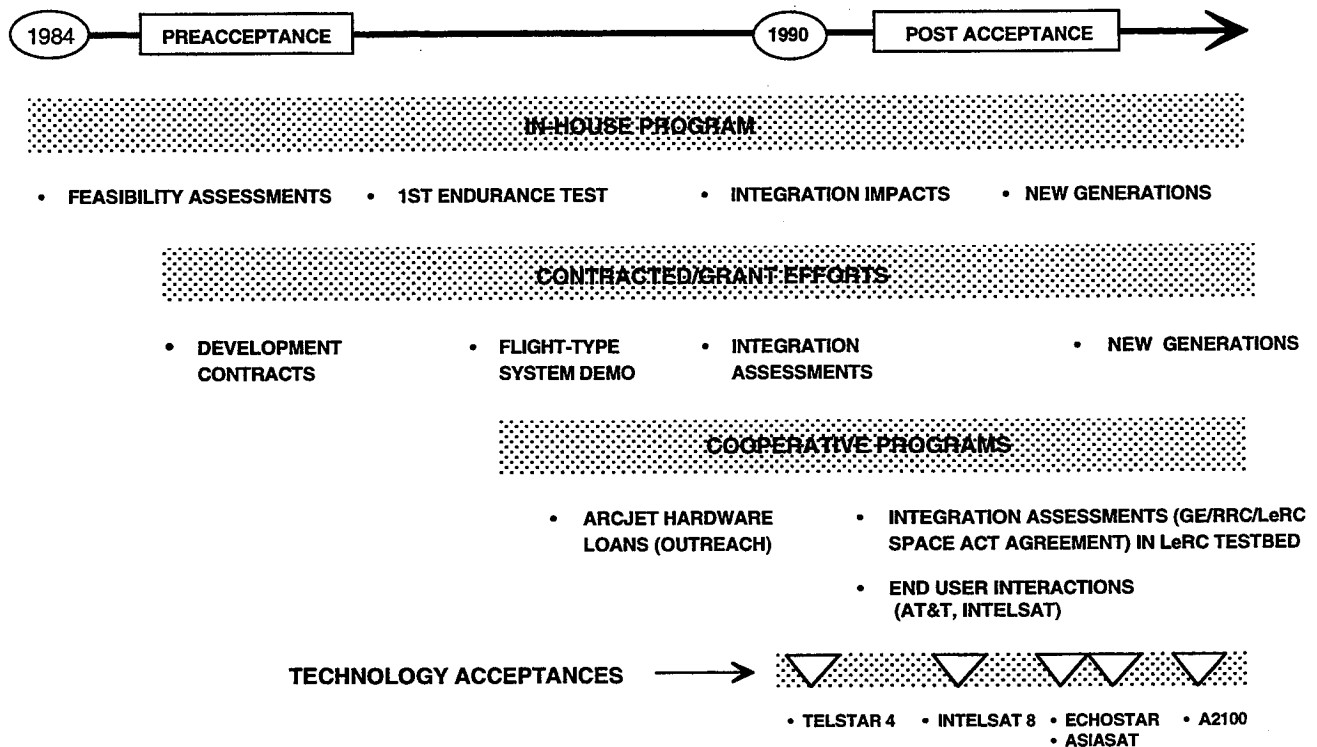 1984 PREACCEPTANCE 1990 POST ACCEPTANCE
IN-HOUSE PROGRAM
• FEASIBILITY ASSESSMENTS • 1ST ENDURANCE TEST • INTEGRATION IMPACTS • NEW GENERATIONS
CONTRACTED/GRANT EFFORTS
• DEVELOPMENT
CONTRACTS
• FLIGHT-TYPE
SYSTEM DEMO
• INTEGRATION
ASSESSMENTS
• NEW GENERATIONS
COOPERATIVE PROGRAMS
• ARCJET HARDWARE
LOANS (OUTREACH)
• INTEGRATION ASSESSMENTS (GE/RRC/LeRC
SPACE ACT AGREEMENT) IN LeRC TESTBED
• END USER INTERACTIONS
(AT&T, INTELSAT)
TECHNOLOGY ACCEPTANCES
• TELSTAR 4 • INTELSAT 8 • ECHOSTAR • A2100
• ASIASAT